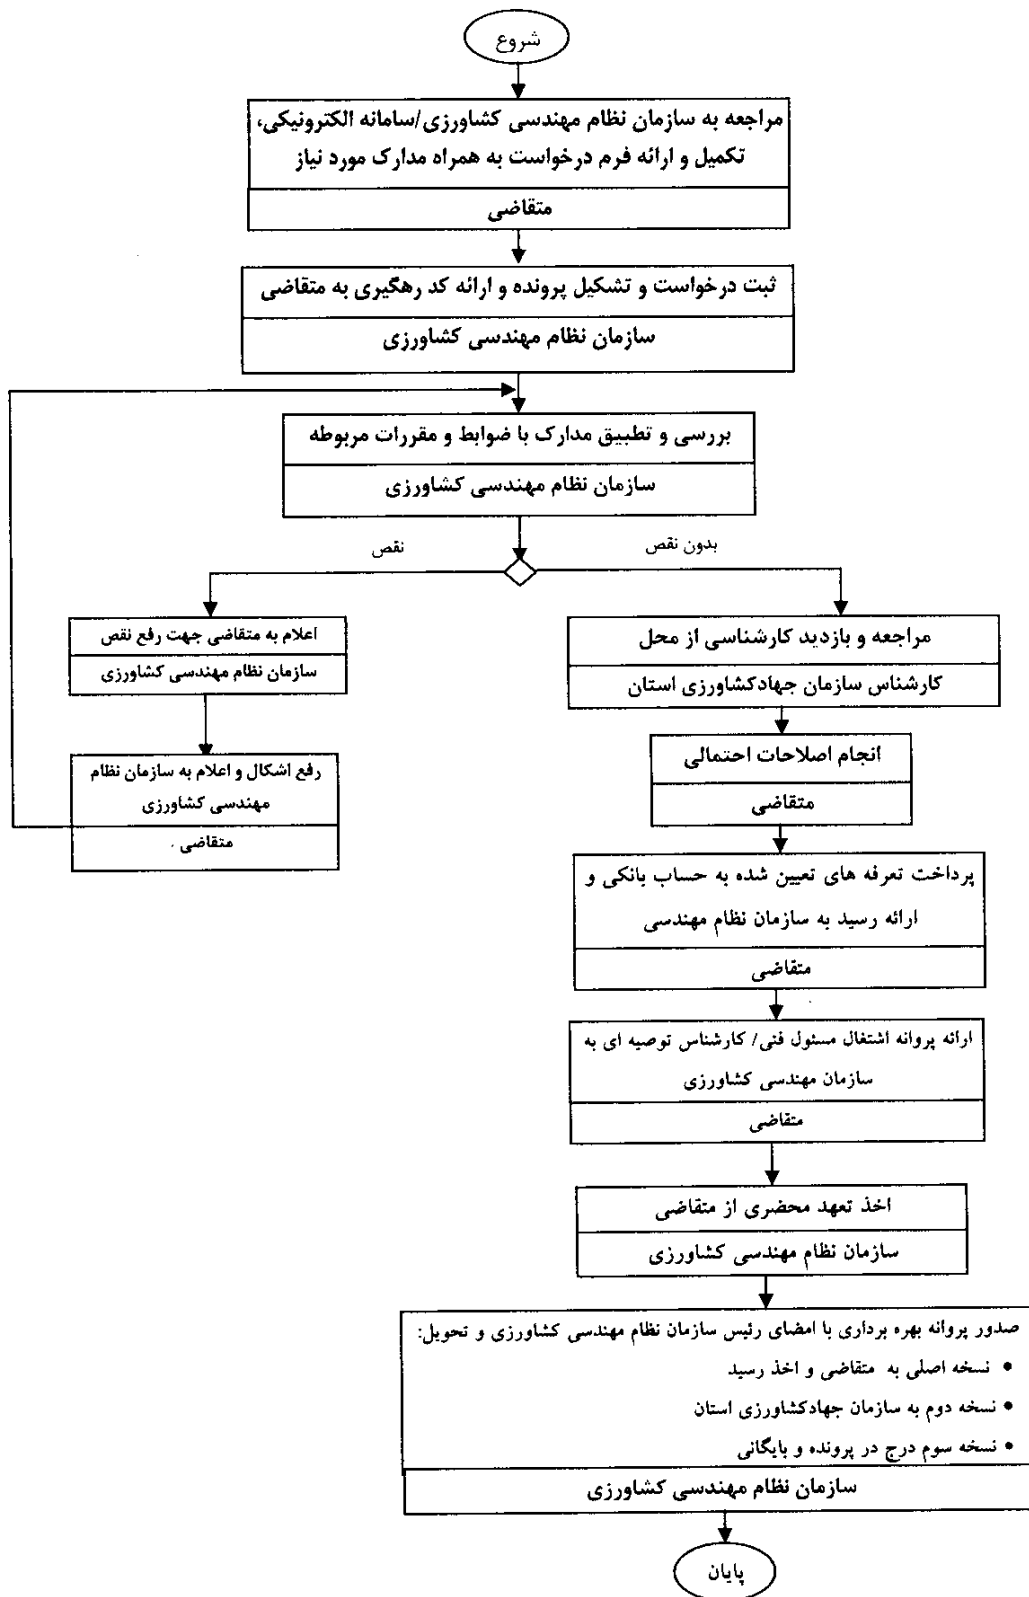 شروع
مراجعه به سازمان نظام مهندسی کشاورزی/سامانه الکترونیکی،
تکمیل و ارائه فرم درخواست به همراه مدارک مورد نیاز
متقاضی
ثبت درخواست و تشکیل پرونده و ارائه کد رهگیری به متقاضی
سازمان نظام مهندسی کشاورزی
بررسی و تطبیق مدارک با ضوابط و مقررات مربوطه
سازمان نظام مهندسی کشاورزی
بدون نقص
نقص
مراجعه و بازدید کارشناسی از محل
کارشناس سازمان جهادکشاورزی استان
انجام اصلاحات احتمالی
متقاضی
اعلام به متقاضی جهت رفع نقص
سازمان نظام مهندسی کشاورزی
رفع اشکال و اعلام به سازمان نظام
مهندسی کشاورزی
متقاضی .
پرداخت تعرفه های تعیین شده به حساب بانکی و
ارائه رسید به سازمان نظام مهندسی
متقاضی
ارائه پروانه اشتغال مسئول فنی/ کارشناس توصیه ای به
سازمان مهندسی کشاورزی
متقاضی
اخذ تعهد محضری از متقاضی
سازمان نظام مهندسی کشاورزی
صدور پروانه بهره برداری با امضای رئیس سازمان نظام مهندسی کشاورزی و تحویل:
• نسخه اصلی به متقاضی و اخذ رسید
• نسخه دوم به سازمان جهادکشاورزی استان
• نسخه سوم درج در پرونده و بایگانی
سازمان نظام مهندسی کشاورزی
پایان